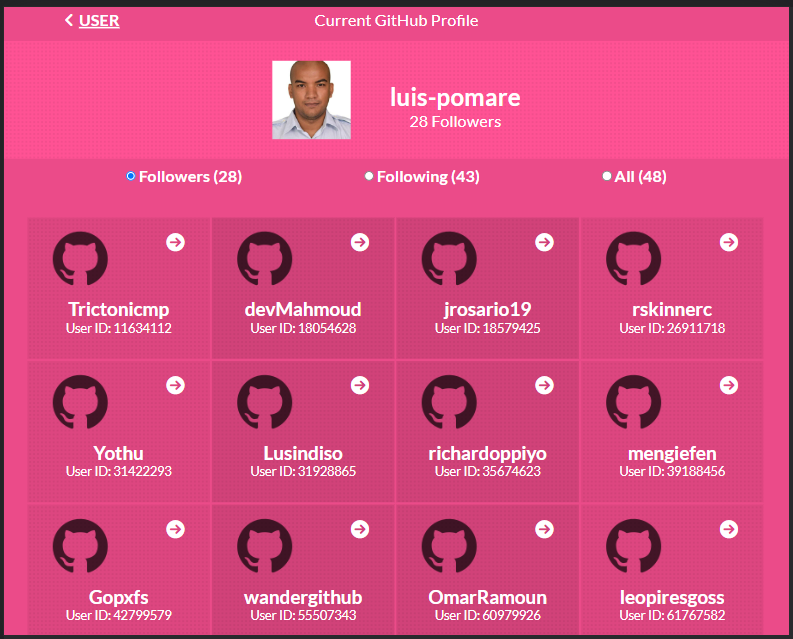 USER
Current GitHub Profile
luis-pomare
28 Followers
Followers (28)
Following (43)
All (48)
Trictonicmp
User ID: 11634112
devMahmoud
User ID: 18054628
jrosario19
User ID: 18579425
rskinnerc
User ID: 26911718
Yothu
User ID: 31422293
Lusindiso
User ID: 31928865
richardoppiyo
User ID: 35674623
mengiefen
User ID: 39188456
Gopxfs
User ID: 42799579
wandergithub
User ID: 55507343
OmarRamoun
User ID: 60979926
leopiresgoss
User ID: 61767582